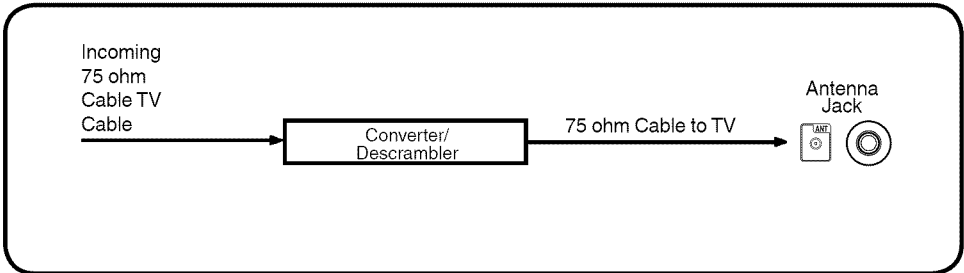 Incoming
75 ohm
Cable TV
Cable
Converter/
Descrambler
75 ohm Cable to TV
Antenna
Jack
ANT